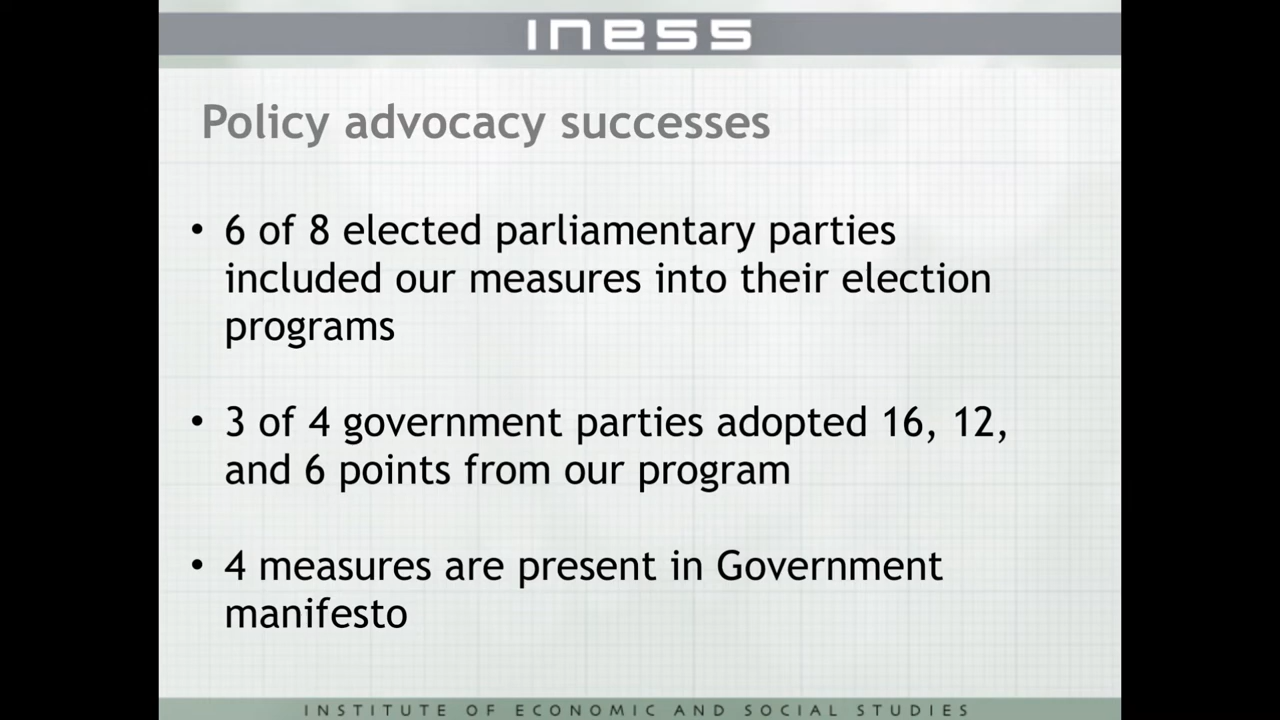 INESS
Policy advocacy successes
• 6 of 8 elected parliamentary parties
included our measures into their election
programs
• 3 of 4 government parties adopted 16, 12,
and 6 points from our program
• 4 measures are present in Government
manifesto
INSTITUTE OF ECONOMIC AND SOCIAL STUDIES